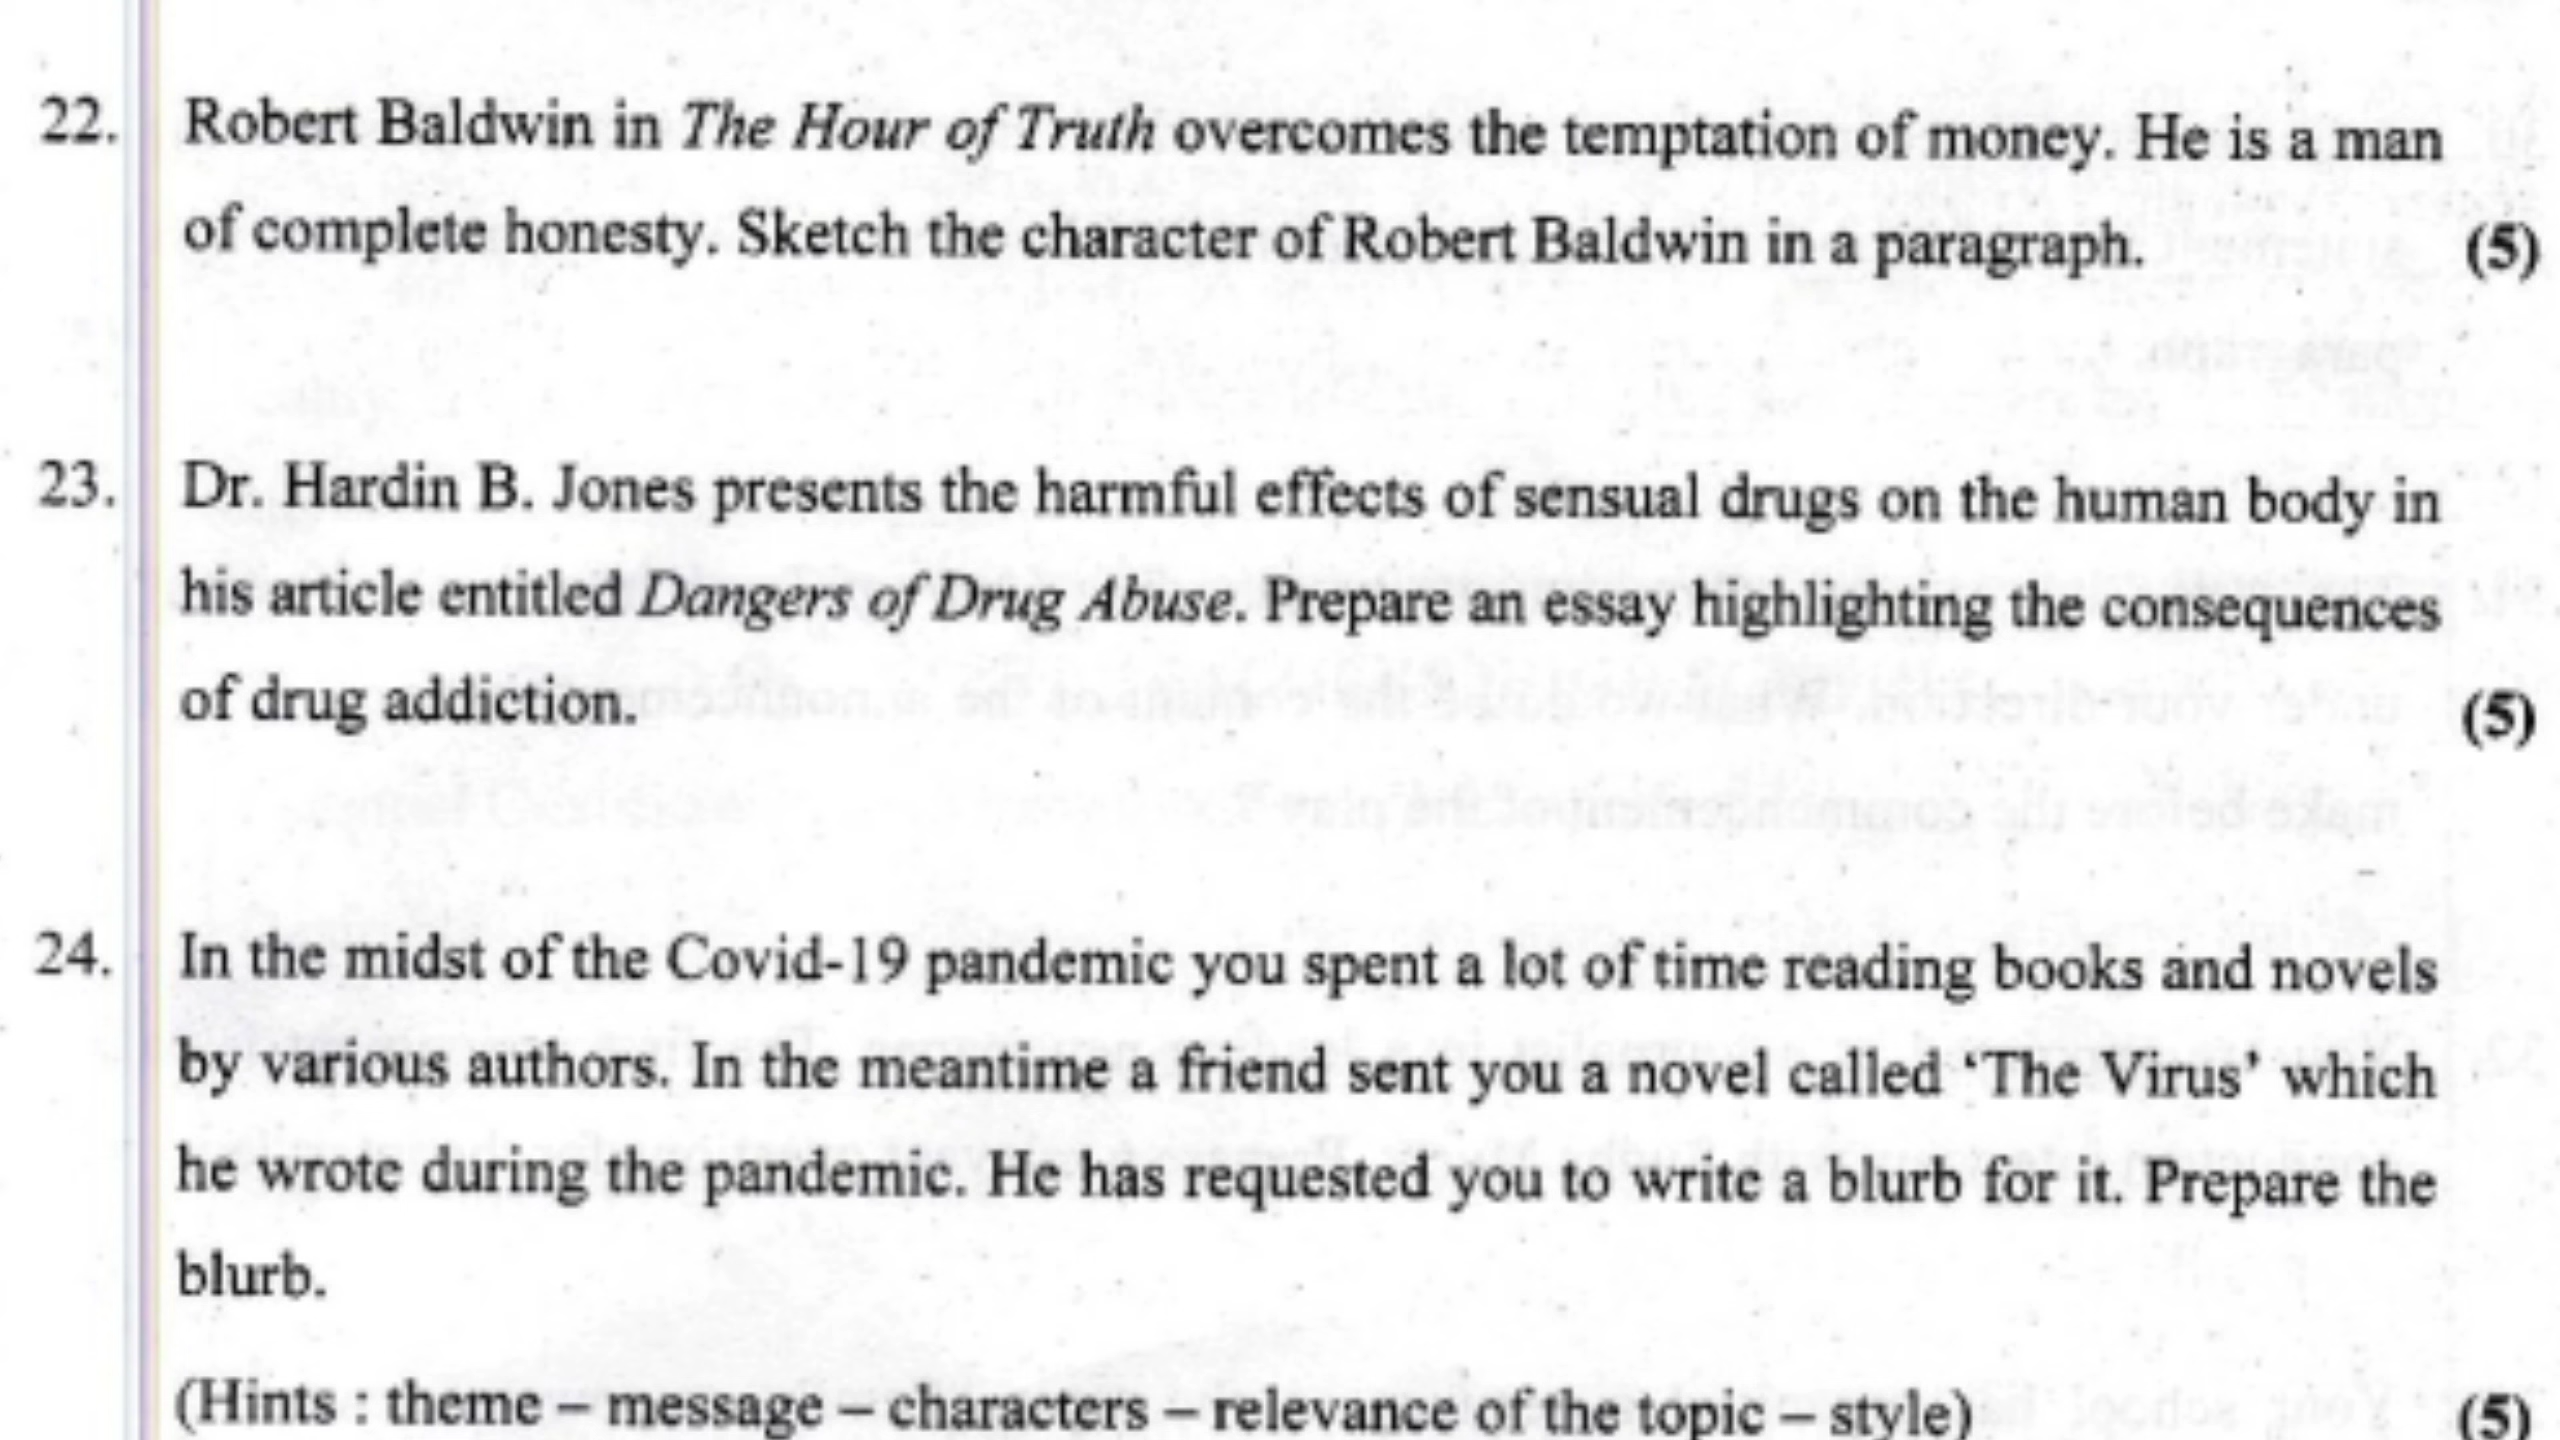 22. Robert Baldwin in The Hour of Truth overcomes the temptation of money. He is a man
of complete honesty. Sketch the character of Robert Baldwin in a paragraph. (5)
23. Dr. Hardin B. Jones presents the harmful effects of sensual drugs on the human body in
his article entitled Dangers of Drug Abuse. Prepare an essay highlighting the consequences
of drug addiction. (5)
24. In the midst of the Covid-19 pandemic you spent a lot of time reading books and novels
by various authors. In the meantime a friend sent you a novel called ‘The Virus’ which
he wrote during the pandemic. He has requested you to write a blurb for it. Prepare the
blurb.
(Hints : theme – message – characters – relevance of the topic – style) (5)